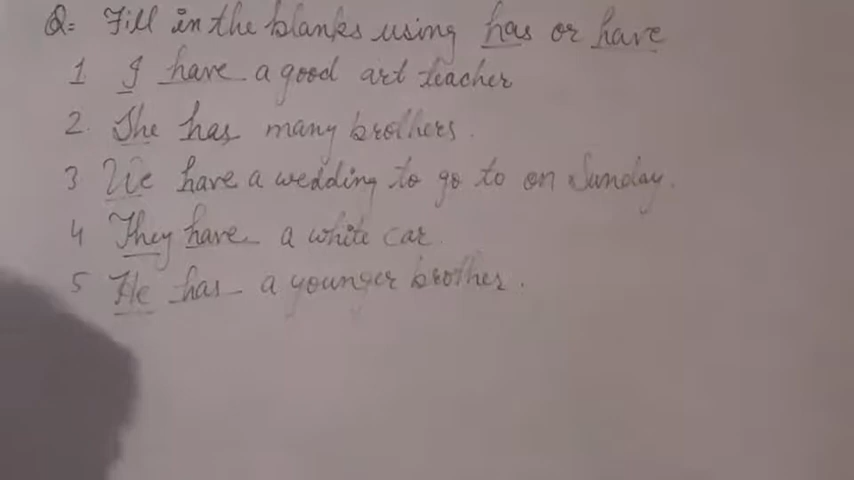 Q: Fill in the blanks using has or have
1 I have a good art teacher
2. She has many brothers.
3 We have a wedding to go to on Sunday.
4 They have a white car
5 He has a younger brother.